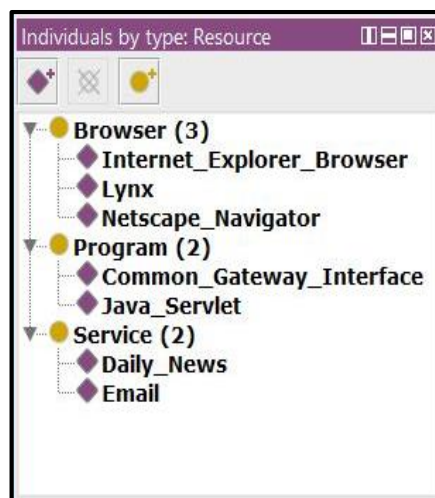 Individuals by type: Resource
Browser (3)
Internet_Explorer_Browser
Lynx
Netscape_Navigator
Program (2)
Common_Gateway_Interface
Java_Servlet
Service (2)
Daily_News
Email